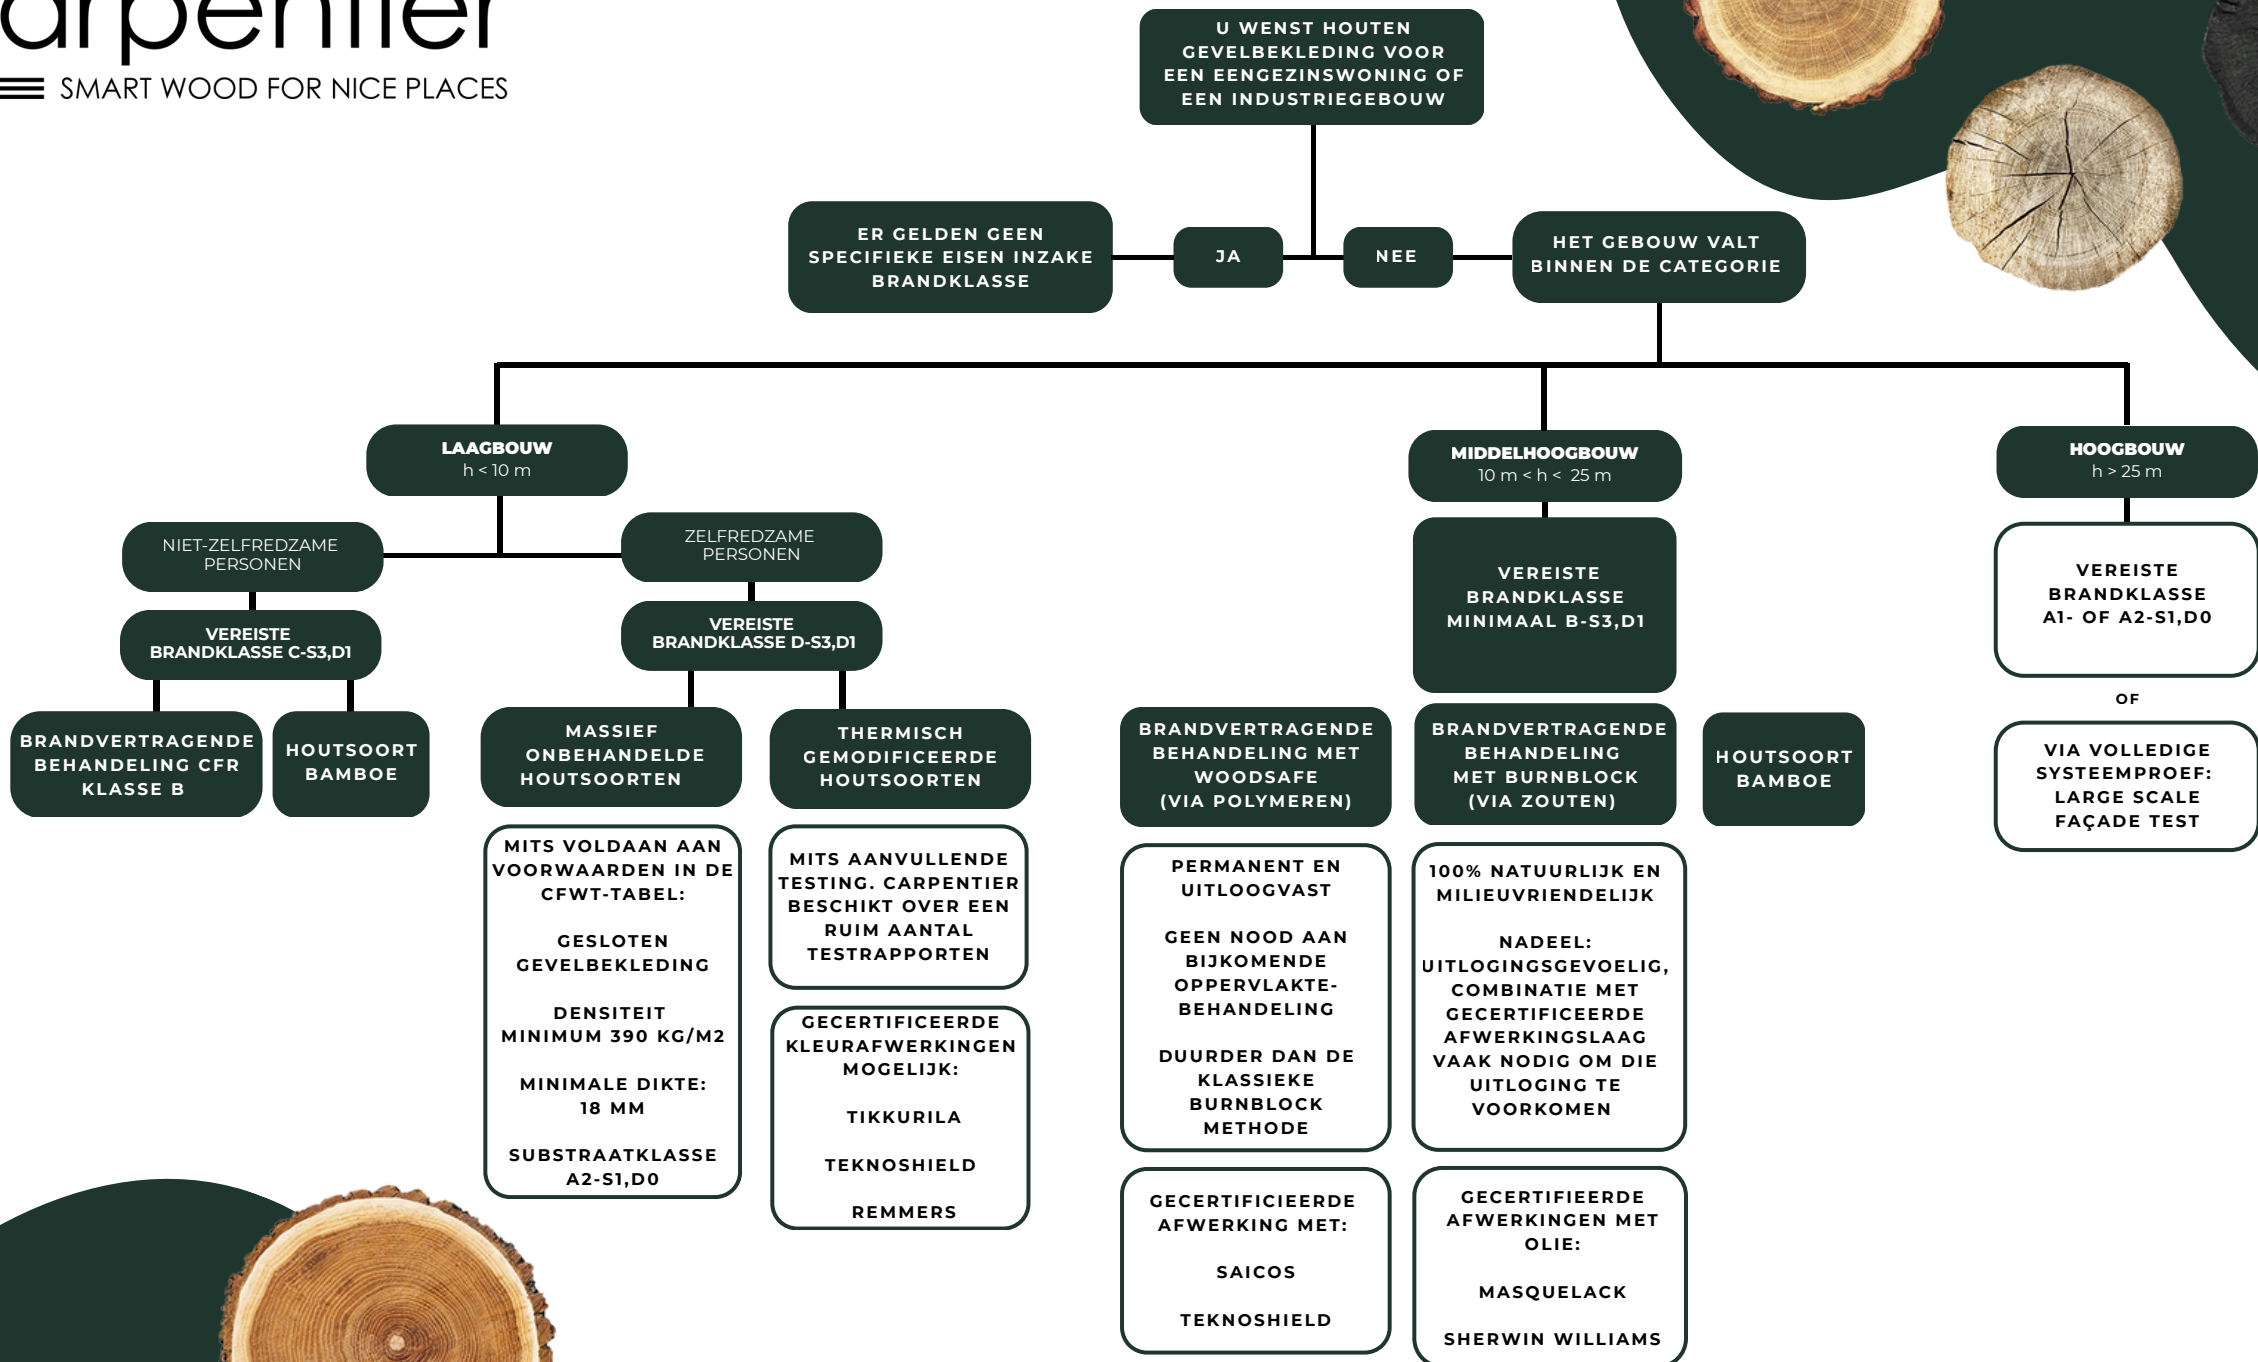 arpentier
SMART WOOD FOR NICE PLACES
U WENST HOUTEN
GEVELBEKLEDING VOOR
EEN EENGEZINSWONING OF
EEN INDUSTRIEGEBOUW
ER GELDEN GEEN
SPECIFIEKE EISEN INZAKE
BRANDKLASSE
JA
NEE
HET GEBOUW VALT
BINNEN DE CATEGORIE
LAAGBOUW
h < 10 m
MIDDELHOOGBOUW
10 m < h < 25 m
HOOGBOUW
h > 25 m
NIET-ZELFREDZAME
PERSONEN
ZELFREDZAME
PERSONEN
VEREISTE
BRANDKLASSE C-S3,D1
VEREISTE
BRANDKLASSE D-S3,D1
VEREISTE
BRANDKLASSE
MINIMAAL B-S3,D1
VEREISTE
BRANDKLASSE
A1- OF A2-S1,D0
OF
VIA VOLLEDIGE
SYSTEEMPROEF:
LARGE SCALE
FAÇADE TEST
BRANDVERTRAGENDE
BEHANDELING CFR
KLASSE B
HOUTSOORT
BAMBOE
MASSIEF
ONBEHANDELDE
HOUTSOORTEN
THERMISCH
GEMODIFICEERDE
HOUTSOORTEN
BRANDVERTRAGENDE
BEHANDELING MET
WOODSAFE
(VIA POLYMEREN)
BRANDVERTRAGENDE
BEHANDELING
MET BURNBLOCK
(VIA ZOUTEN)
HOUTSOORT
BAMBOE
MITS VOLDAAN AAN
VOORWAARDEN IN DE
CFWT-TABEL:
GESLOTEN
GEVELBEKLEDING
DENSITEIT
MINIMUM 390 KG/M2
MINIMALE DIKTE:
18 MM
SUBSTRAATKLASSE
A2-S1,D0
MITS AANVULLENDE
TESTING. CARPENTIER
BESCHIKT OVER EEN
RUIM AANTAL
TESTRAPPORTEN
GECERTIFICEERDE
KLEURAFWERKINGEN
MOGELIJK:
TIKKURILA
TEKNOSHIELD
REMMERS
PERMANENT EN
UITLOOGVAST
GEEN NOOD AAN
BIJKOMENDE
OPPERVLAKTE-
BEHANDELING
DUURDER DAN DE
KLASSIEKE
BURNBLOCK
METHODE
GECERTIFICIEERDE
AFWERKING MET:
SAICOS
TEKNOSHIELD
100% NATUURLIJK EN
MILIEUVRIENDELIJK
NADEEL:
UITLOGINGSGEVOELIG,
COMBINATIE MET
GECERTIFICEERDE
AFWERKINGSLAAG
VAAK NODIG OM DIE
UITLOGING TE
VOORKOMEN
GECERTIFIEERDE
AFWERKINGEN MET
OLIE:
MASQUELACK
SHERWIN WILLIAMS